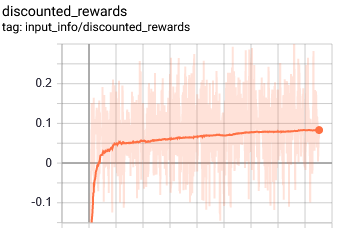 discounted_rewards
tag: input_info/discounted_rewards
0.2
0.1
0
-0.1